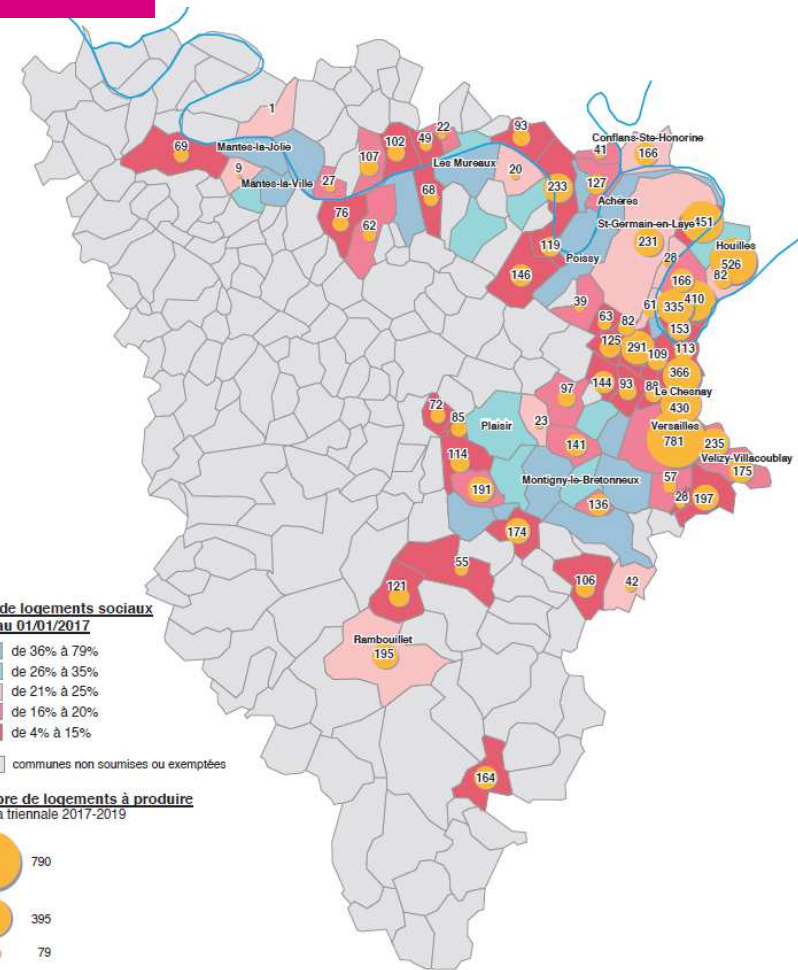 1
69
Mantes-la-Jolie
9
Mantes-la-Ville
27
107
102
49
22
93
Les Mureaux
20
68
76
62
233
127
41
Conflans-Ste-Honorine
166
Achères
St-Germain-en-Laye
451
231
Houilles
526
82
28
166
119
Poissy
146
39
61
335
410
153
63
82
125
291
109
113
366
144
93
88
Le Chesnay
430
97
72
85
Plaisir
23
141
Versailles
781
235
Velizy-Villacoublay
175
114
191
Montigny-le-Bretonneux
136
57
28
197
174
55
121
106
42
Rambouillet
195
164
de logements sociaux
au 01/01/2017
de 36% à 79%
de 26% à 35%
de 21% à 25%
de 16% à 20%
de 4% à 15%
communes non soumises ou exemptées
bre de logements à produire
a triennale 2017-2019
790
395
79